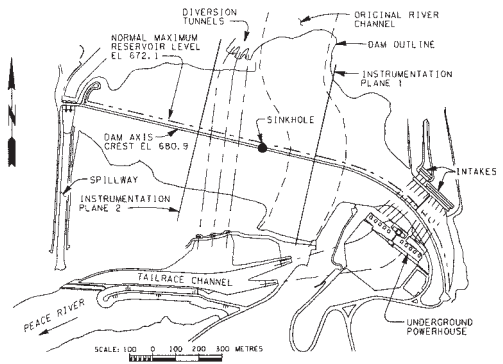 DIVERSION
TUNNELS
ORIGINAL RIVER
CHANNEL
NORMAL MAXIMUM
RESERVOIR LEVEL
EL 672.1
DAM OUTLINE
INSTRUMENTATION
PLANE 1
N
SINKHOLE
DAM AXIS
CREST EL 680.9
INTAKES
SPILLWAY
INSTRUMENTATION
PLANE 2
TAILRACE CHANNEL
PEACE RIVER
UNDERGROUND
POWERHOUSE
SCALE: 100 0 100 200 300 METRES